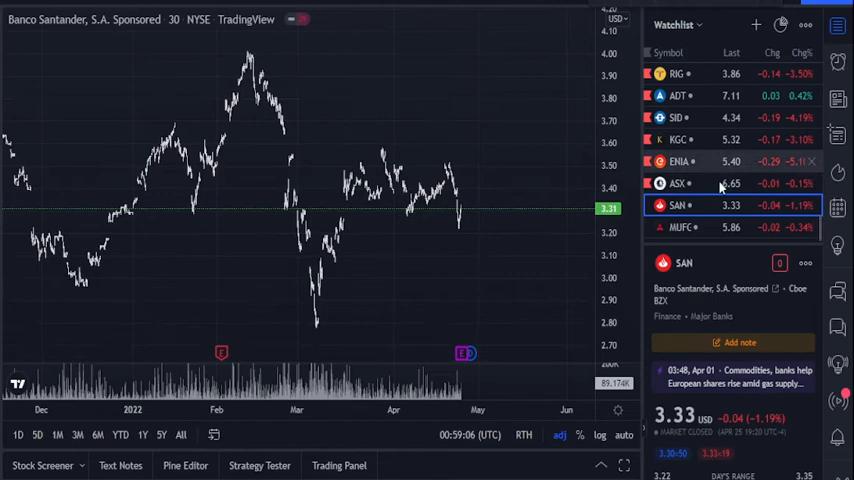 Banco Santander, S.A. Sponsored • 30 • NYSE • TradingView
USD
4.20
4.10
4.00
3.90
3.80
3.70
3.60
3.50
3.40
3.31
3.20
3.10
3.00
2.90
2.80
2.70
200K
89.174K
E
E
D
Dec 2022 Feb Mar Apr May Jun
1D 5D 1M 3M 6M YTD 1Y 5Y All
00:59:06 (UTC) RTH adj % log auto
Stock Screener Text Notes Pine Editor Strategy Tester Trading Panel
Watchlist
Symbol Last Chg Chg%
RIG 3.86 −0.14 −3.50%
ADT 7.11 0.03 0.42%
SID 4.34 −0.19 −4.19%
KGC 5.32 −0.17 −3.10%
ENIA 5.40 −0.29
ASX −0.01 −0.15%
SAN 3.33 −0.04 −1.19%
MUFC 5.86 −0.02 −0.34%
SAN
Banco Santander, S.A. Sponsored • Cboe
BZX
Finance • Major Banks
Add note
03:48, Apr 01 • Commodities, banks help
European shares rise amid gas supply...
3.33 USD −0.04 (−1.19%)
MARKET CLOSED (APR 25 19:20 UTC-4)
3.30×50 3.33×19
3.22 DAY'S RANGE 3.35